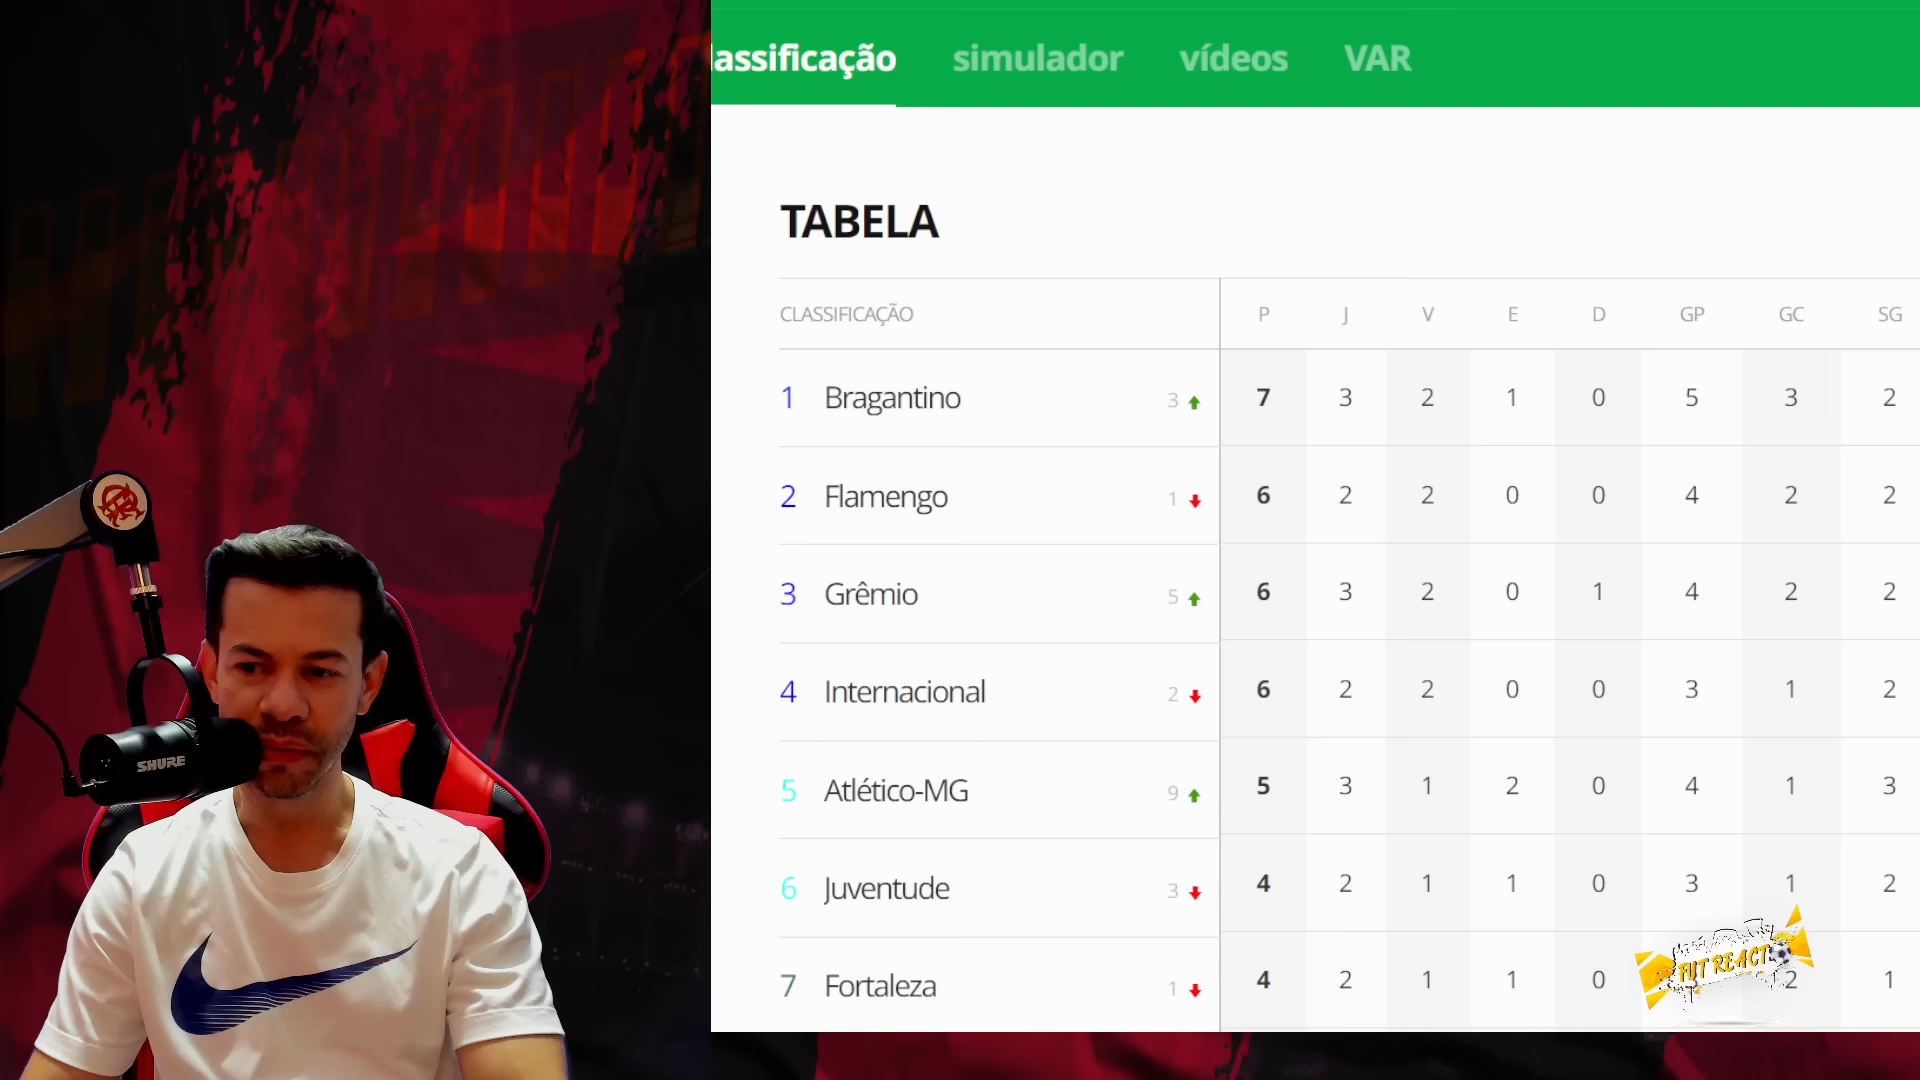 lassificação simulador vídeos VAR
TABELA
CLASSIFICAÇÃO P J V E D GP GC SG
1 Bragantino 3 7 3 2 1 0 5 3 2
2 Flamengo 1 6 2 2 0 0 4 2 2
3 Grêmio 5 6 3 2 0 1 4 2 2
4 Internacional 2 6 2 2 0 0 3 1 2
5 Atlético-MG 9 5 3 1 2 0 4 1 3
6 Juventude 3 4 2 1 1 0 3 1 2
7 Fortaleza 1 4 2 1 1 0 2 1
FUT REACT
SHURE